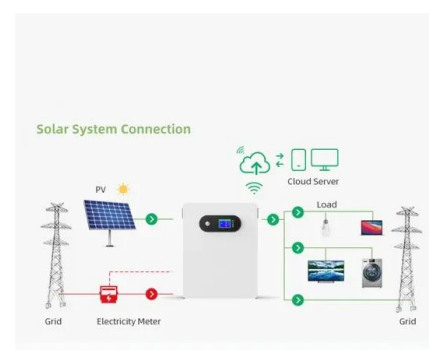 Solar System Connection
Cloud Server
PV
Load
Grid
Electricity Meter
Grid